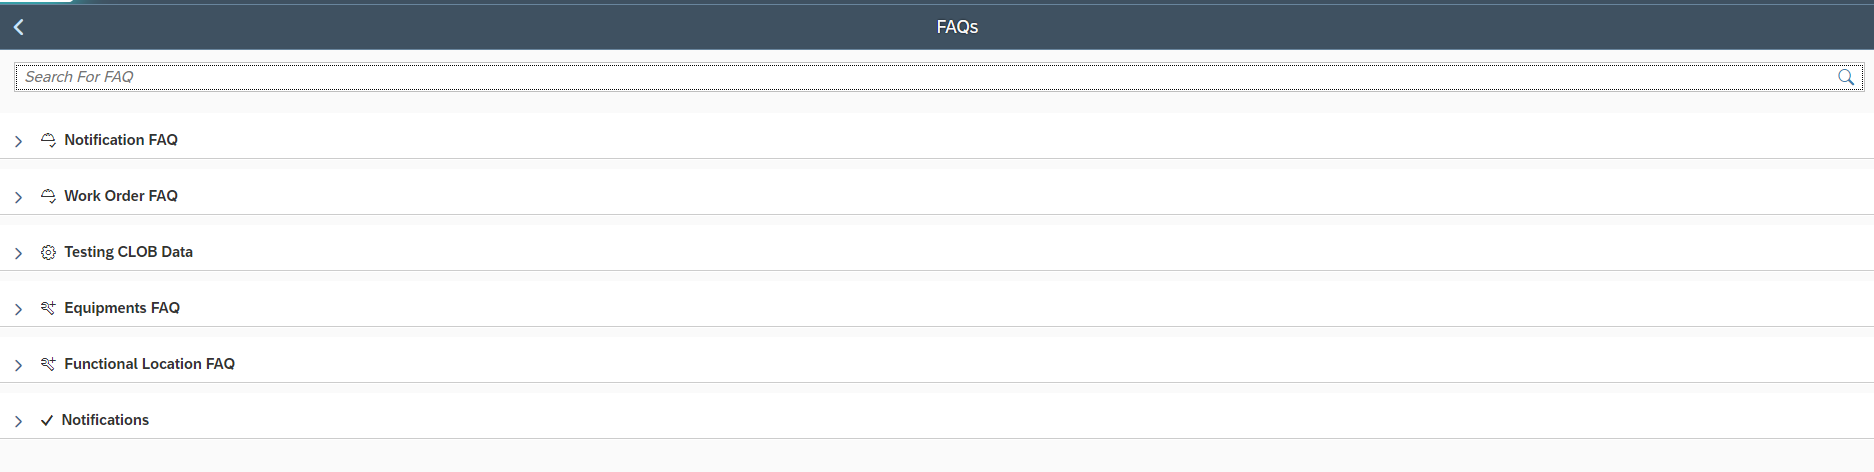 FAQs
Search For FAQ
Notification FAQ
Work Order FAQ
Testing CLOB Data
Equipments FAQ
Functional Location FAQ
Notifications